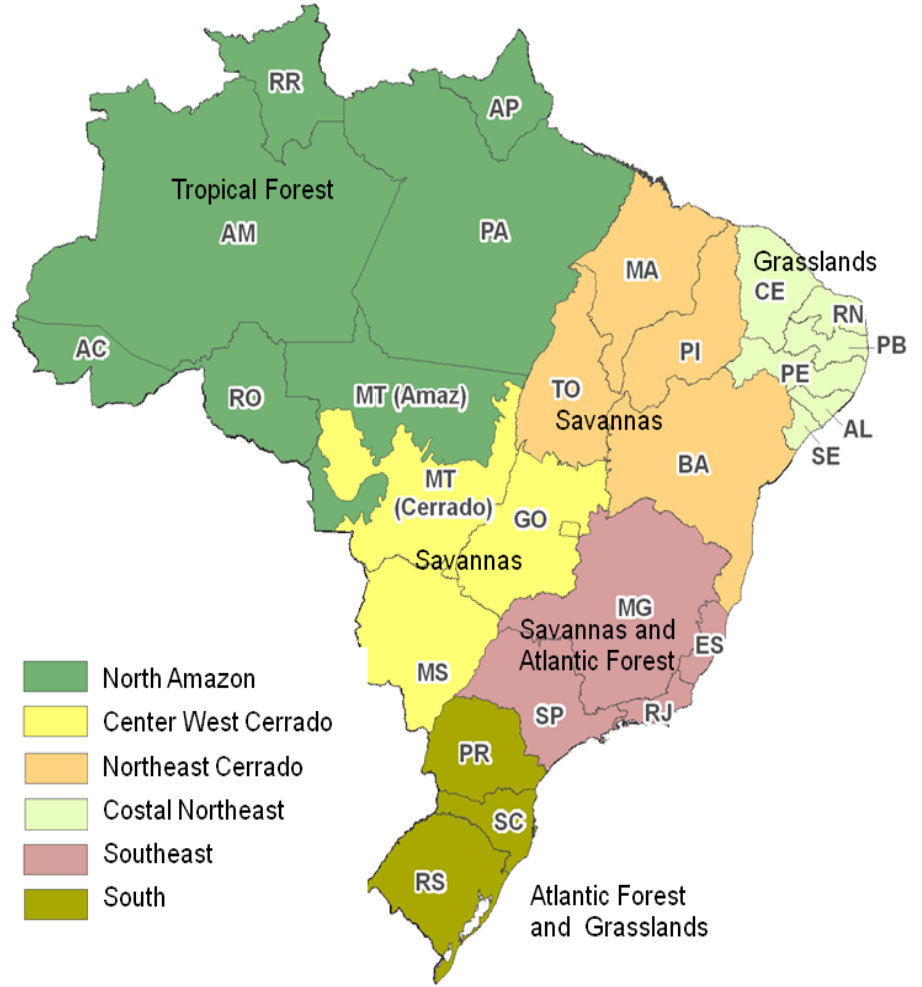 RR
AP
Tropical Forest
AM
PA
MA
Grasslands
CE
RN
PB
AC
PI
PE
RO
MT (Amaz)
TO
Savannas
AL
SE
BA
MT
(Cerrado)
GO
Savannas
MG
Savannas and
Atlantic Forest
ES
MS
SP
RJ
PR
SC
RS
North Amazon
Center West Cerrado
Northeast Cerrado
Costal Northeast
Southeast
South
Atlantic Forest
and Grasslands